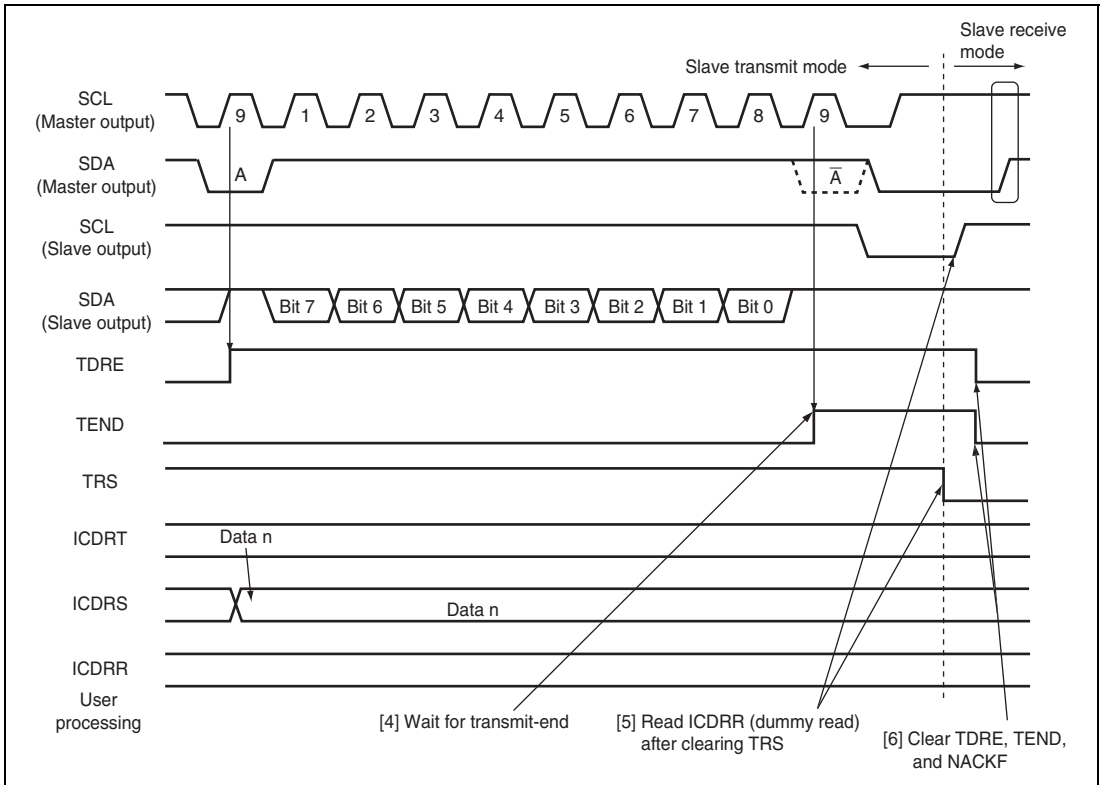 Slave receive
mode
Slave transmit mode
SCL
(Master output)
9 1 2 3 4 5 6 7 8 9
SDA
(Master output)
A A̅
SCL
(Slave output)
SDA
(Slave output)
Bit 7 Bit 6 Bit 5 Bit 4 Bit 3 Bit 2 Bit 1 Bit 0
TDRE
TEND
TRS
ICDRT
Data n
ICDRS
Data n
ICDRR
User
processing
[4] Wait for transmit-end
[5] Read ICDRR (dummy read)
after clearing TRS
[6] Clear TDRE, TEND,
and NACKF